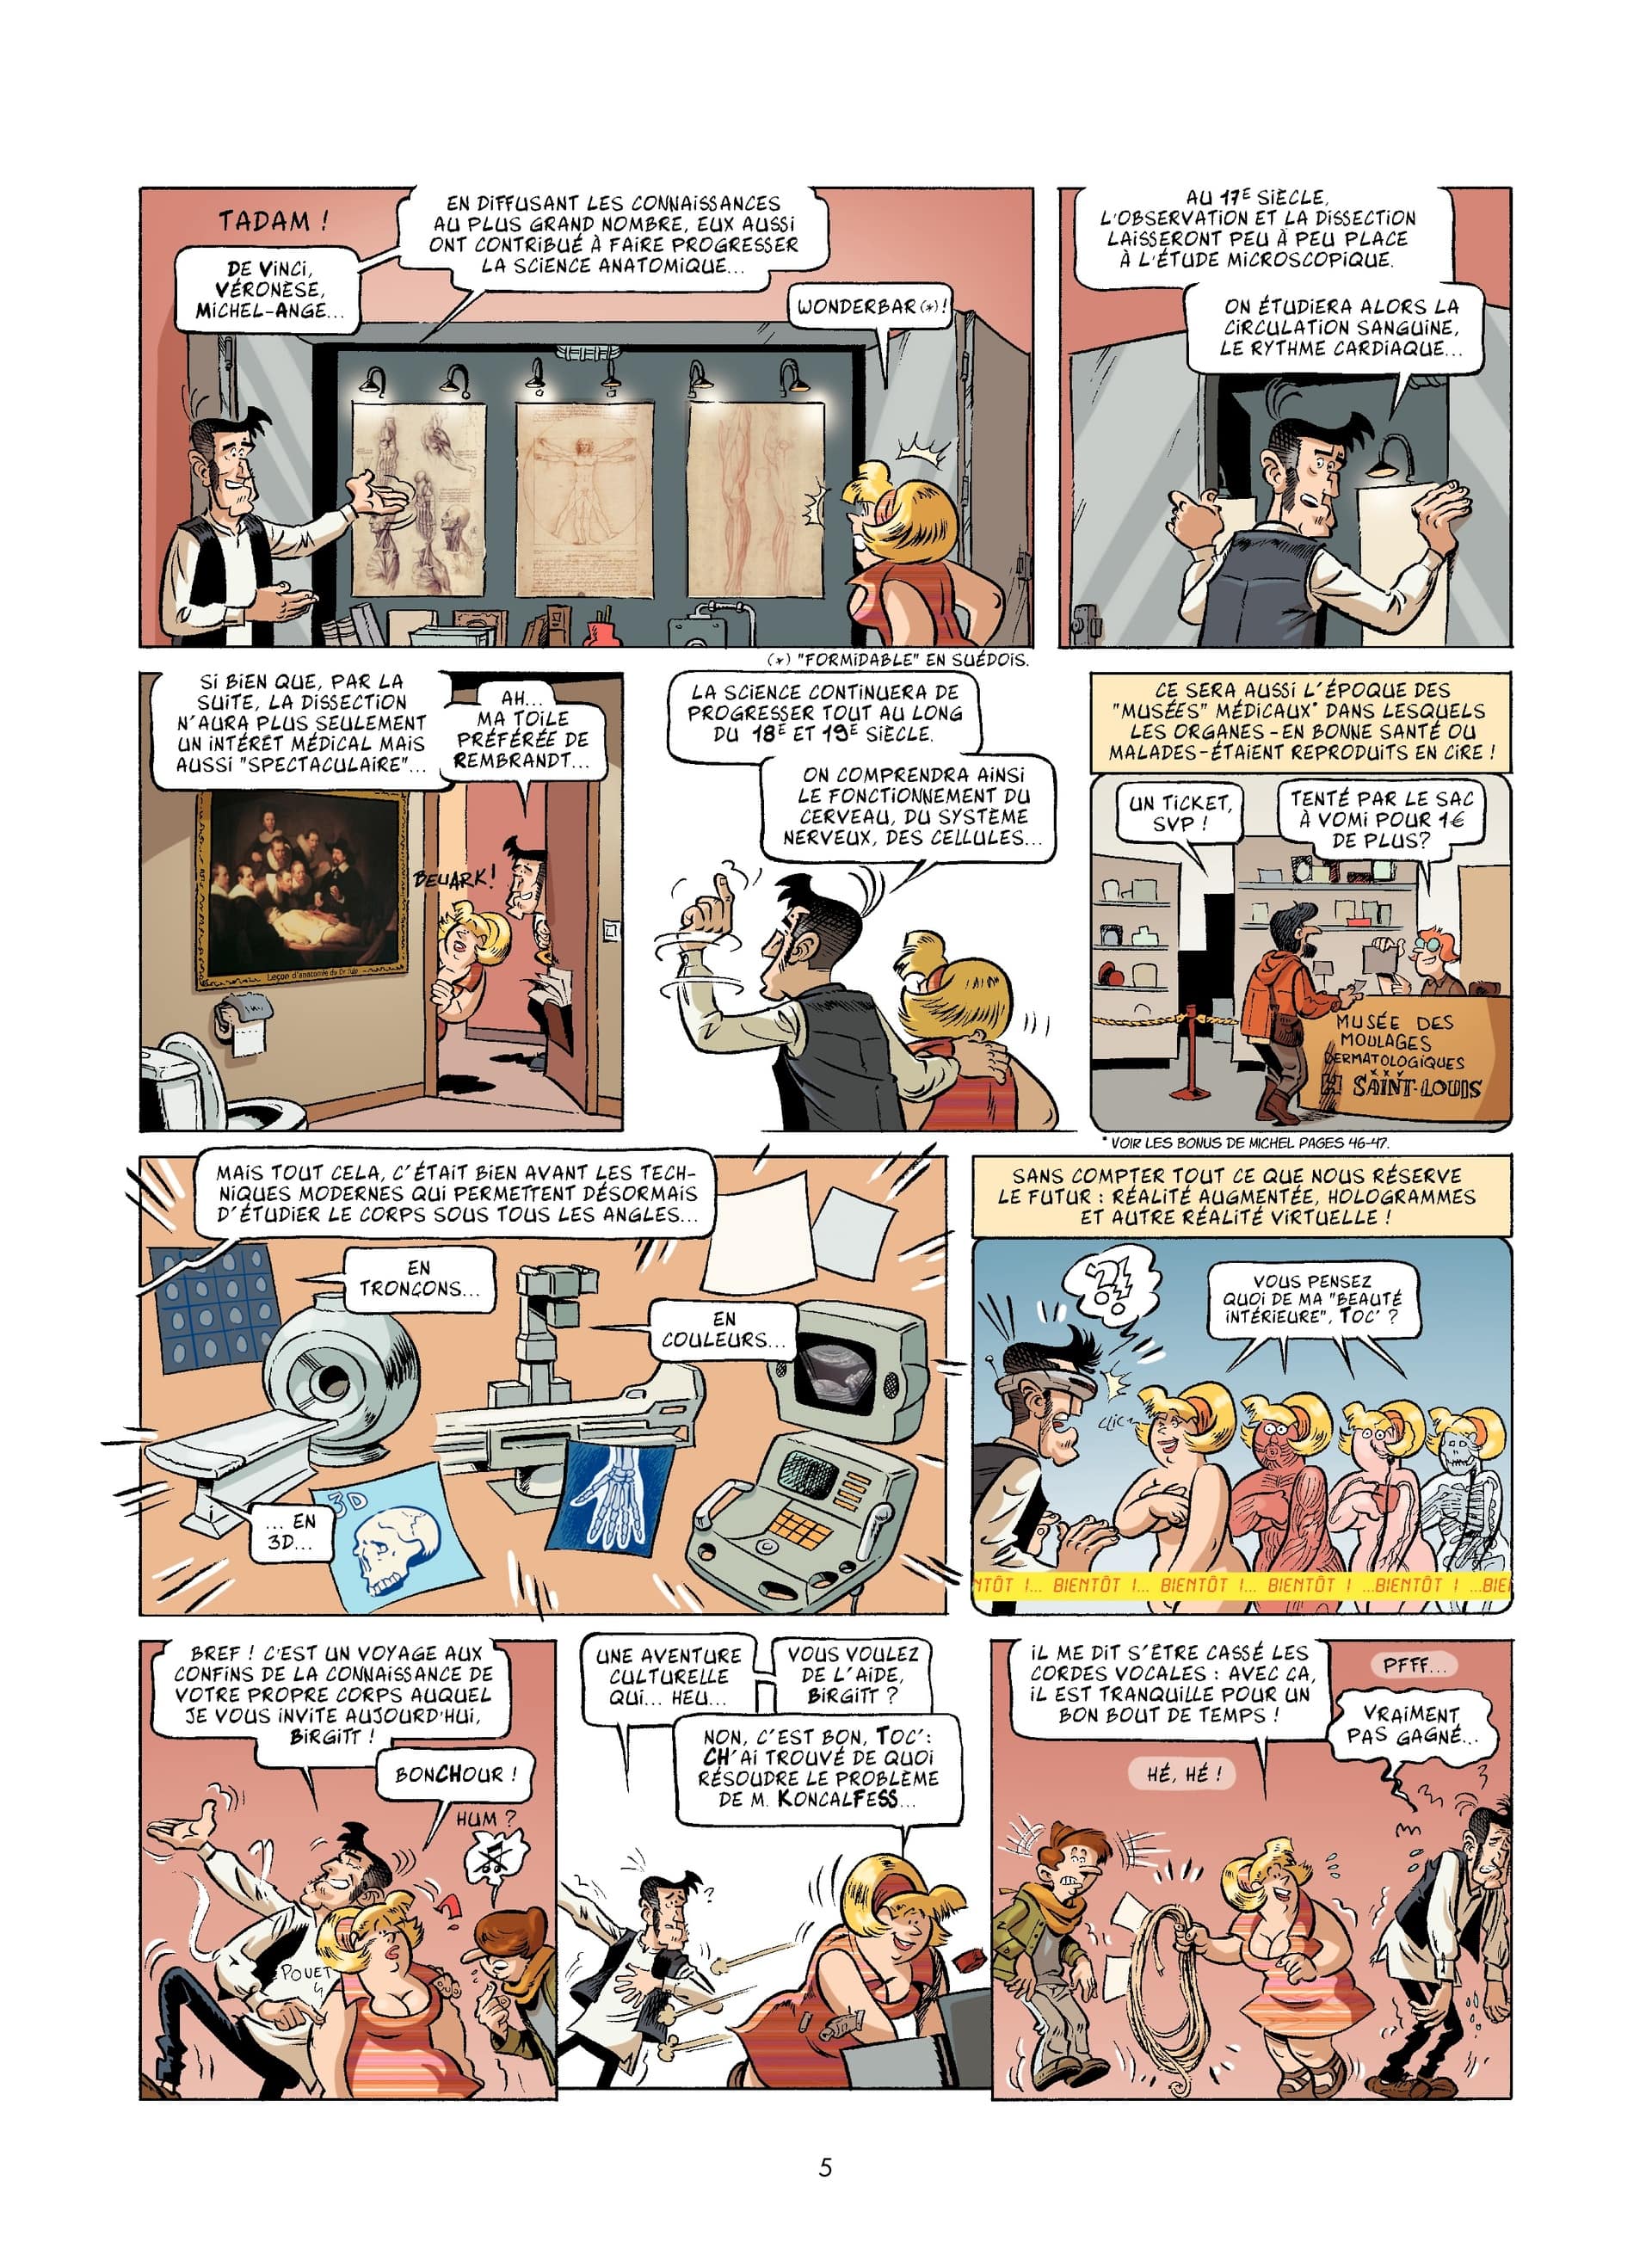 TADAM !
DE VINCI,
VÉRONÈSE,
MICHEL-ANGE...
EN DIFFUSANT LES CONNAISSANCES
AU PLUS GRAND NOMBRE, EUX AUSSI
ONT CONTRIBUÉ À FAIRE PROGRESSER
LA SCIENCE ANATOMIQUE...
WONDERBAR (*) !
(*) "FORMIDABLE" EN SUÉDOIS.
AU 17E SIÈCLE,
L'OBSERVATION ET LA DISSECTION
LAISSERONT PEU À PEU PLACE
À L'ÉTUDE MICROSCOPIQUE.
ON ÉTUDIERA ALORS LA
CIRCULATION SANGUINE,
LE RYTHME CARDIAQUE...
SI BIEN QUE, PAR LA
SUITE, LA DISSECTION
N'AURA PLUS SEULEMENT
UN INTÉRÊT MÉDICAL MAIS
AUSSI "SPECTACULAIRE"...
AH...
MA TOILE
PRÉFÉRÉE DE
REMBRANDT...
BEUARK !
Leçon d'anatomie du Dr Tulp
LA SCIENCE CONTINUERA DE
PROGRESSER TOUT AU LONG
DU 18E ET 19E SIÈCLE.
ON COMPRENDRA AINSI
LE FONCTIONNEMENT DU
CERVEAU, DU SYSTÈME
NERVEUX, DES CELLULES...
CE SERA AUSSI L'ÉPOQUE DES
"MUSÉES" MÉDICAUX* DANS LESQUELS
LES ORGANES - EN BONNE SANTÉ OU
MALADES - ÉTAIENT REPRODUITS EN CIRE !
UN TICKET,
SVP !
TENTÉ PAR LE SAC
À VOMI POUR 1€
DE PLUS?
MUSÉE DES
MOULAGES
DERMATOLOGIQUES
H SAINT-LOUIS
* VOIR LES BONUS DE MICHEL PAGES 46-47.
MAIS TOUT CELA, C'ÉTAIT BIEN AVANT LES TECH-
NIQUES MODERNES QUI PERMETTENT DÉSORMAIS
D'ÉTUDIER LE CORPS SOUS TOUS LES ANGLES...
EN
TRONÇONS...
EN
COULEURS...
... EN
3D...
3D
SANS COMPTER TOUT CE QUE NOUS RÉSERVE
LE FUTUR : RÉALITÉ AUGMENTÉE, HOLOGRAMMES
ET AUTRE RÉALITÉ VIRTUELLE !
?!
VOUS PENSEZ
QUOI DE MA "BEAUTÉ
INTÉRIEURE", TOC' ?
CLIC
NTÔT !... BIENTÔT !... BIENTÔT !... BIENTÔT ! ...BIENTÔT ! ...BIE
BREF ! C'EST UN VOYAGE AUX
CONFINS DE LA CONNAISSANCE DE
VOTRE PROPRE CORPS AUQUEL
JE VOUS INVITE AUJOURD'HUI,
BIRGITT !
BONCHOUR !
HUM ?
POUET
UNE AVENTURE
CULTURELLE
QUI... HEU...
VOUS VOULEZ
DE L'AIDE,
BIRGITT ?
?
NON, C'EST BON, TOC' :
CH'AI TROUVÉ DE QUOI
RÉSOUDRE LE PROBLÈME
DE M. KONCALFESS...
IL ME DIT S'ÊTRE CASSÉ LES
CORDES VOCALES : AVEC ÇA,
IL EST TRANQUILLE POUR UN
BON BOUT DE TEMPS !
PFFF...
VRAIMENT
PAS GAGNÉ...
HÉ, HÉ !
5